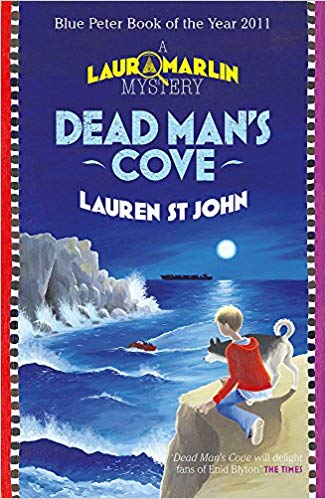 Blue Peter Book of the Year 2011
A
LAURA MARLIN
MYSTERY
DEAD MAN'S
COVE
LAUREN ST JOHN
'Dead Man's Cove will delight
fans of Enid Blyton' THE TIMES